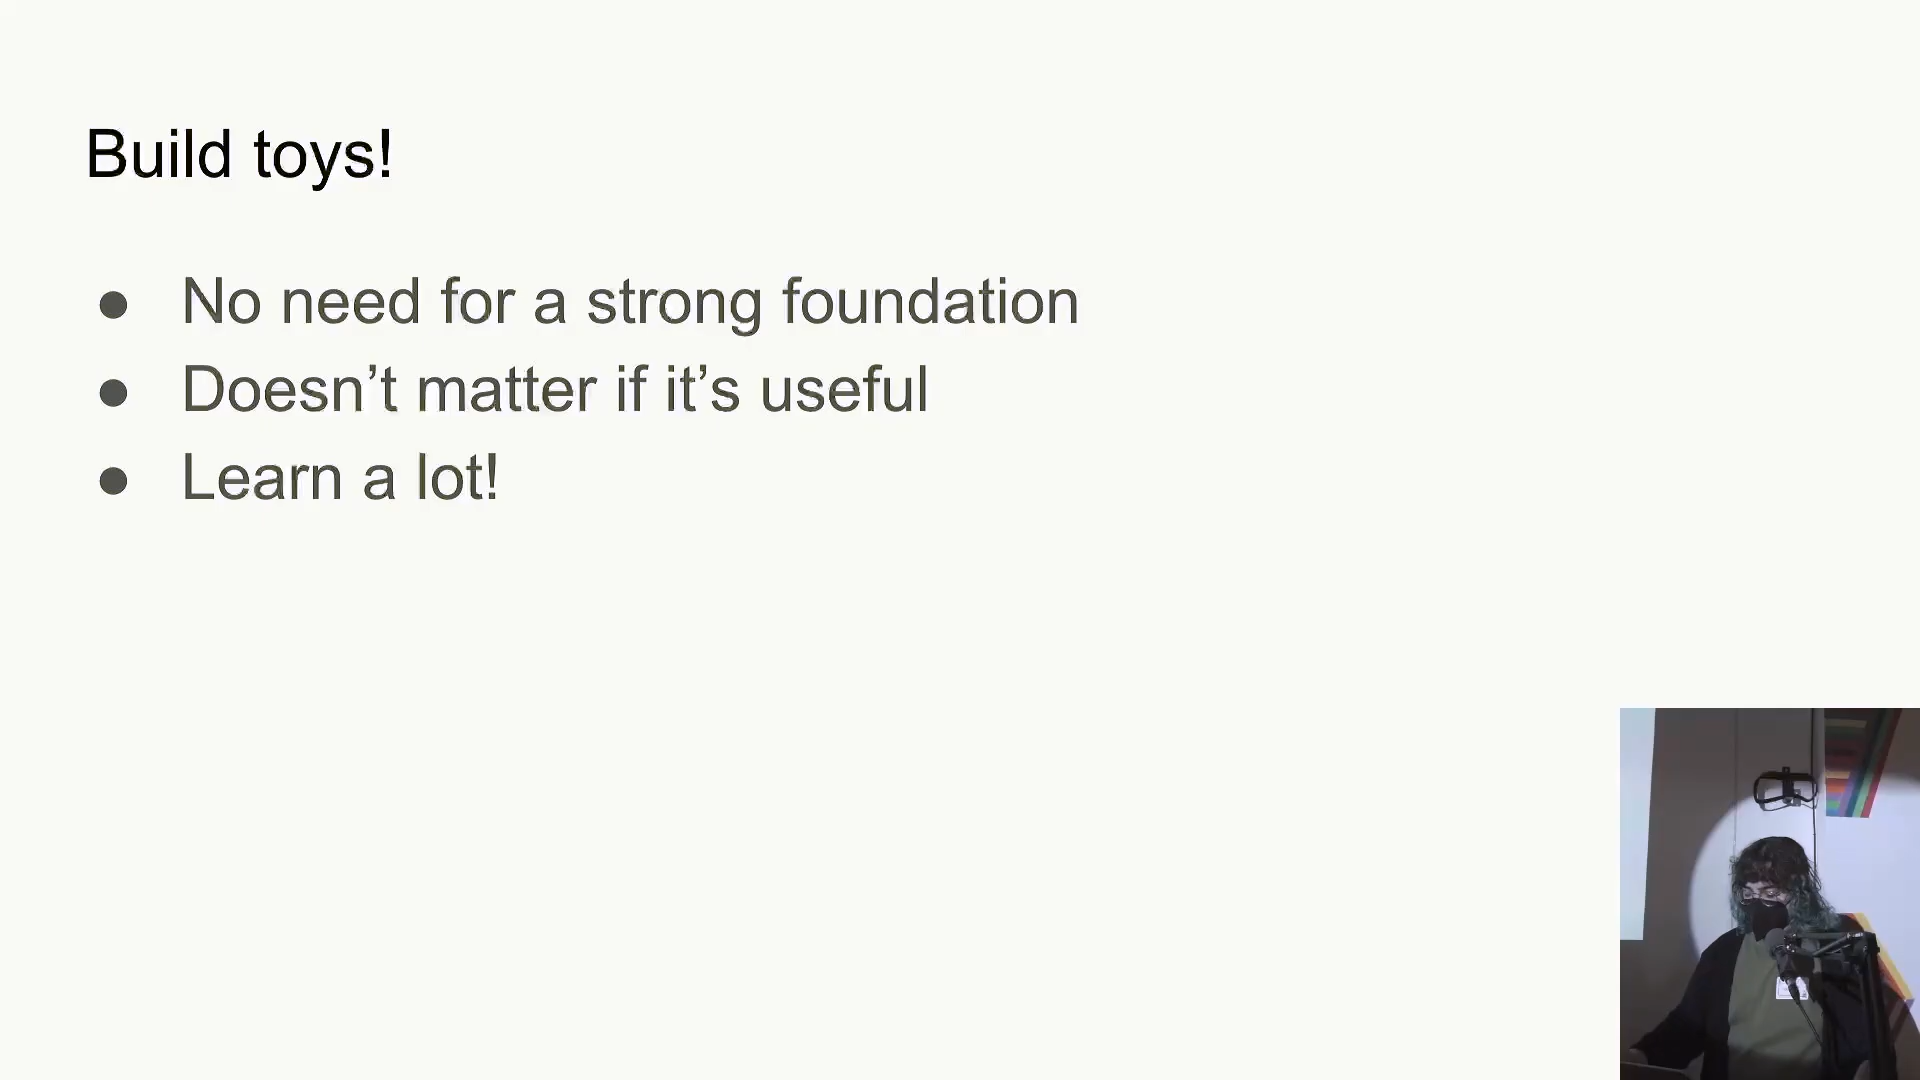 Build toys!
● No need for a strong foundation
● Doesn’t matter if it’s useful
● Learn a lot!